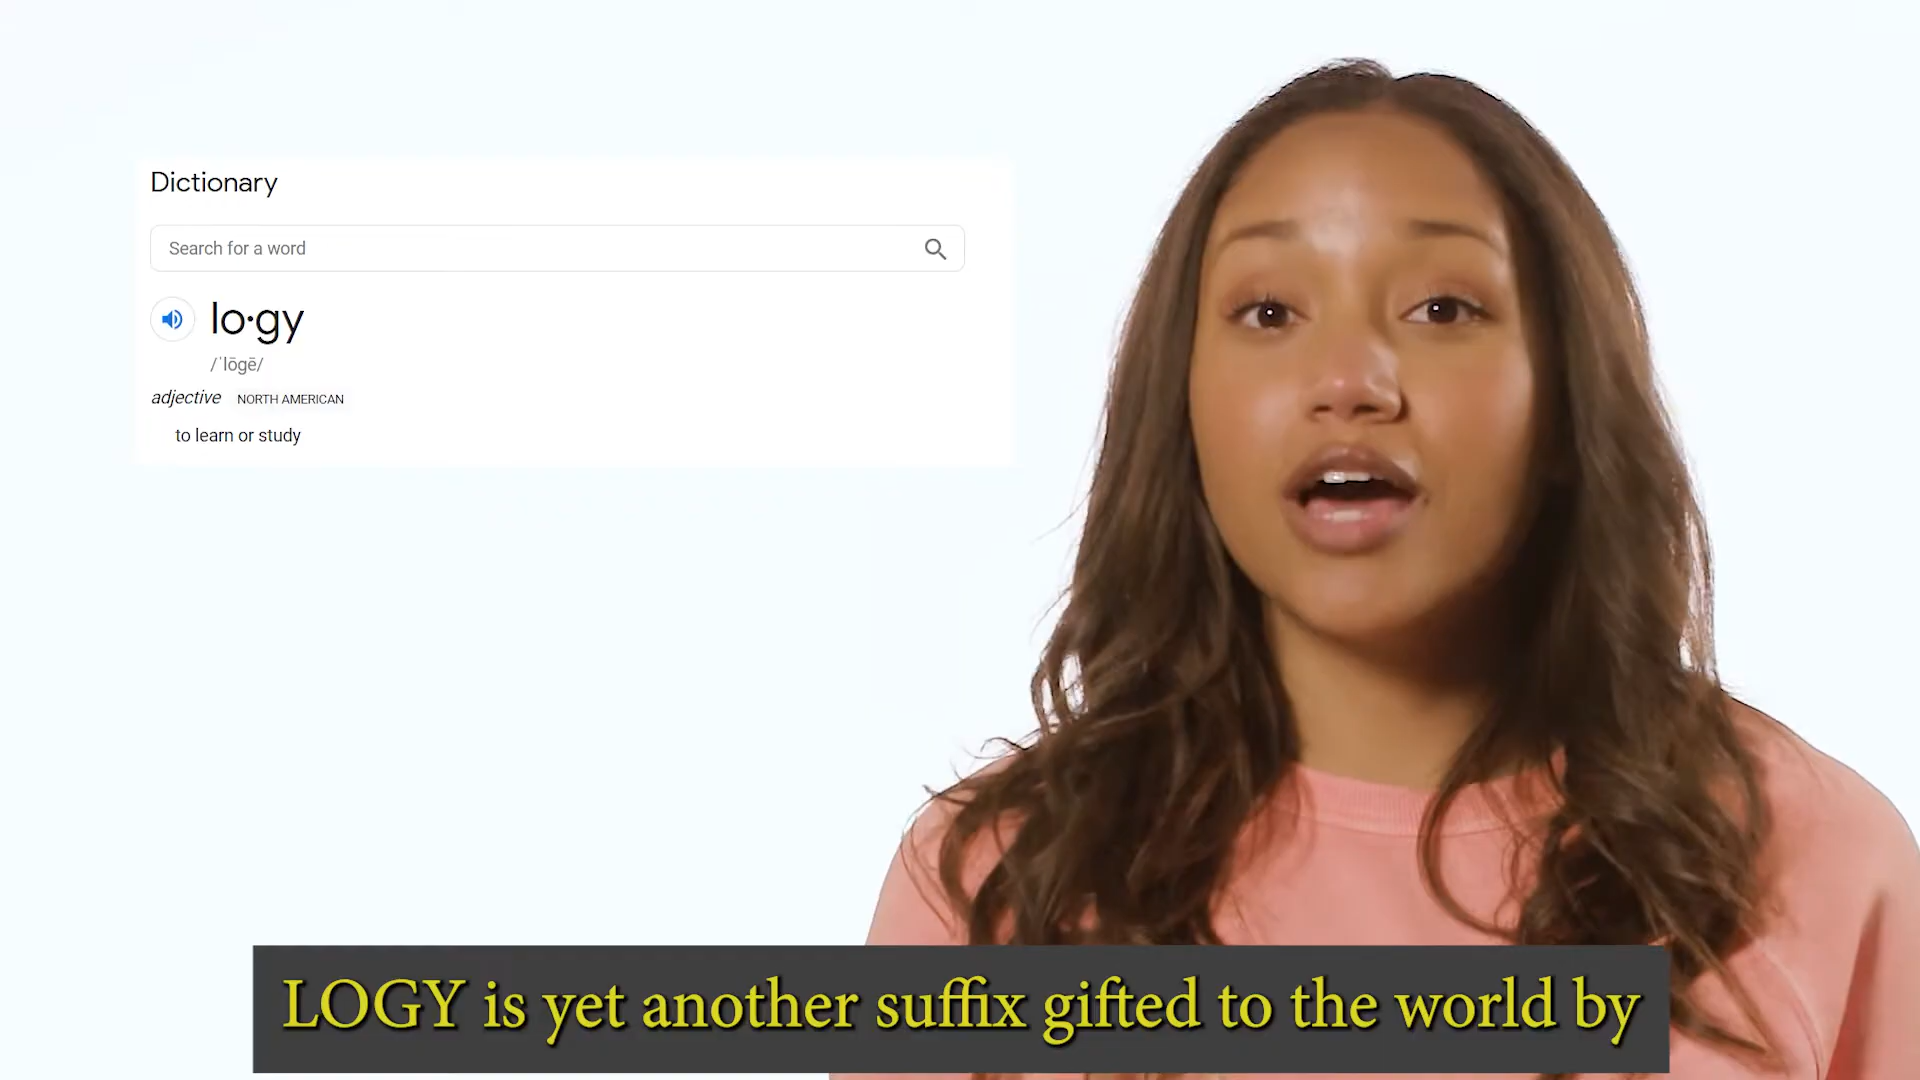 Dictionary
Search for a word
lo·gy
/ˈlōgē/
adjective NORTH AMERICAN
to learn or study
LOGY is yet another suffix gifted to the world by